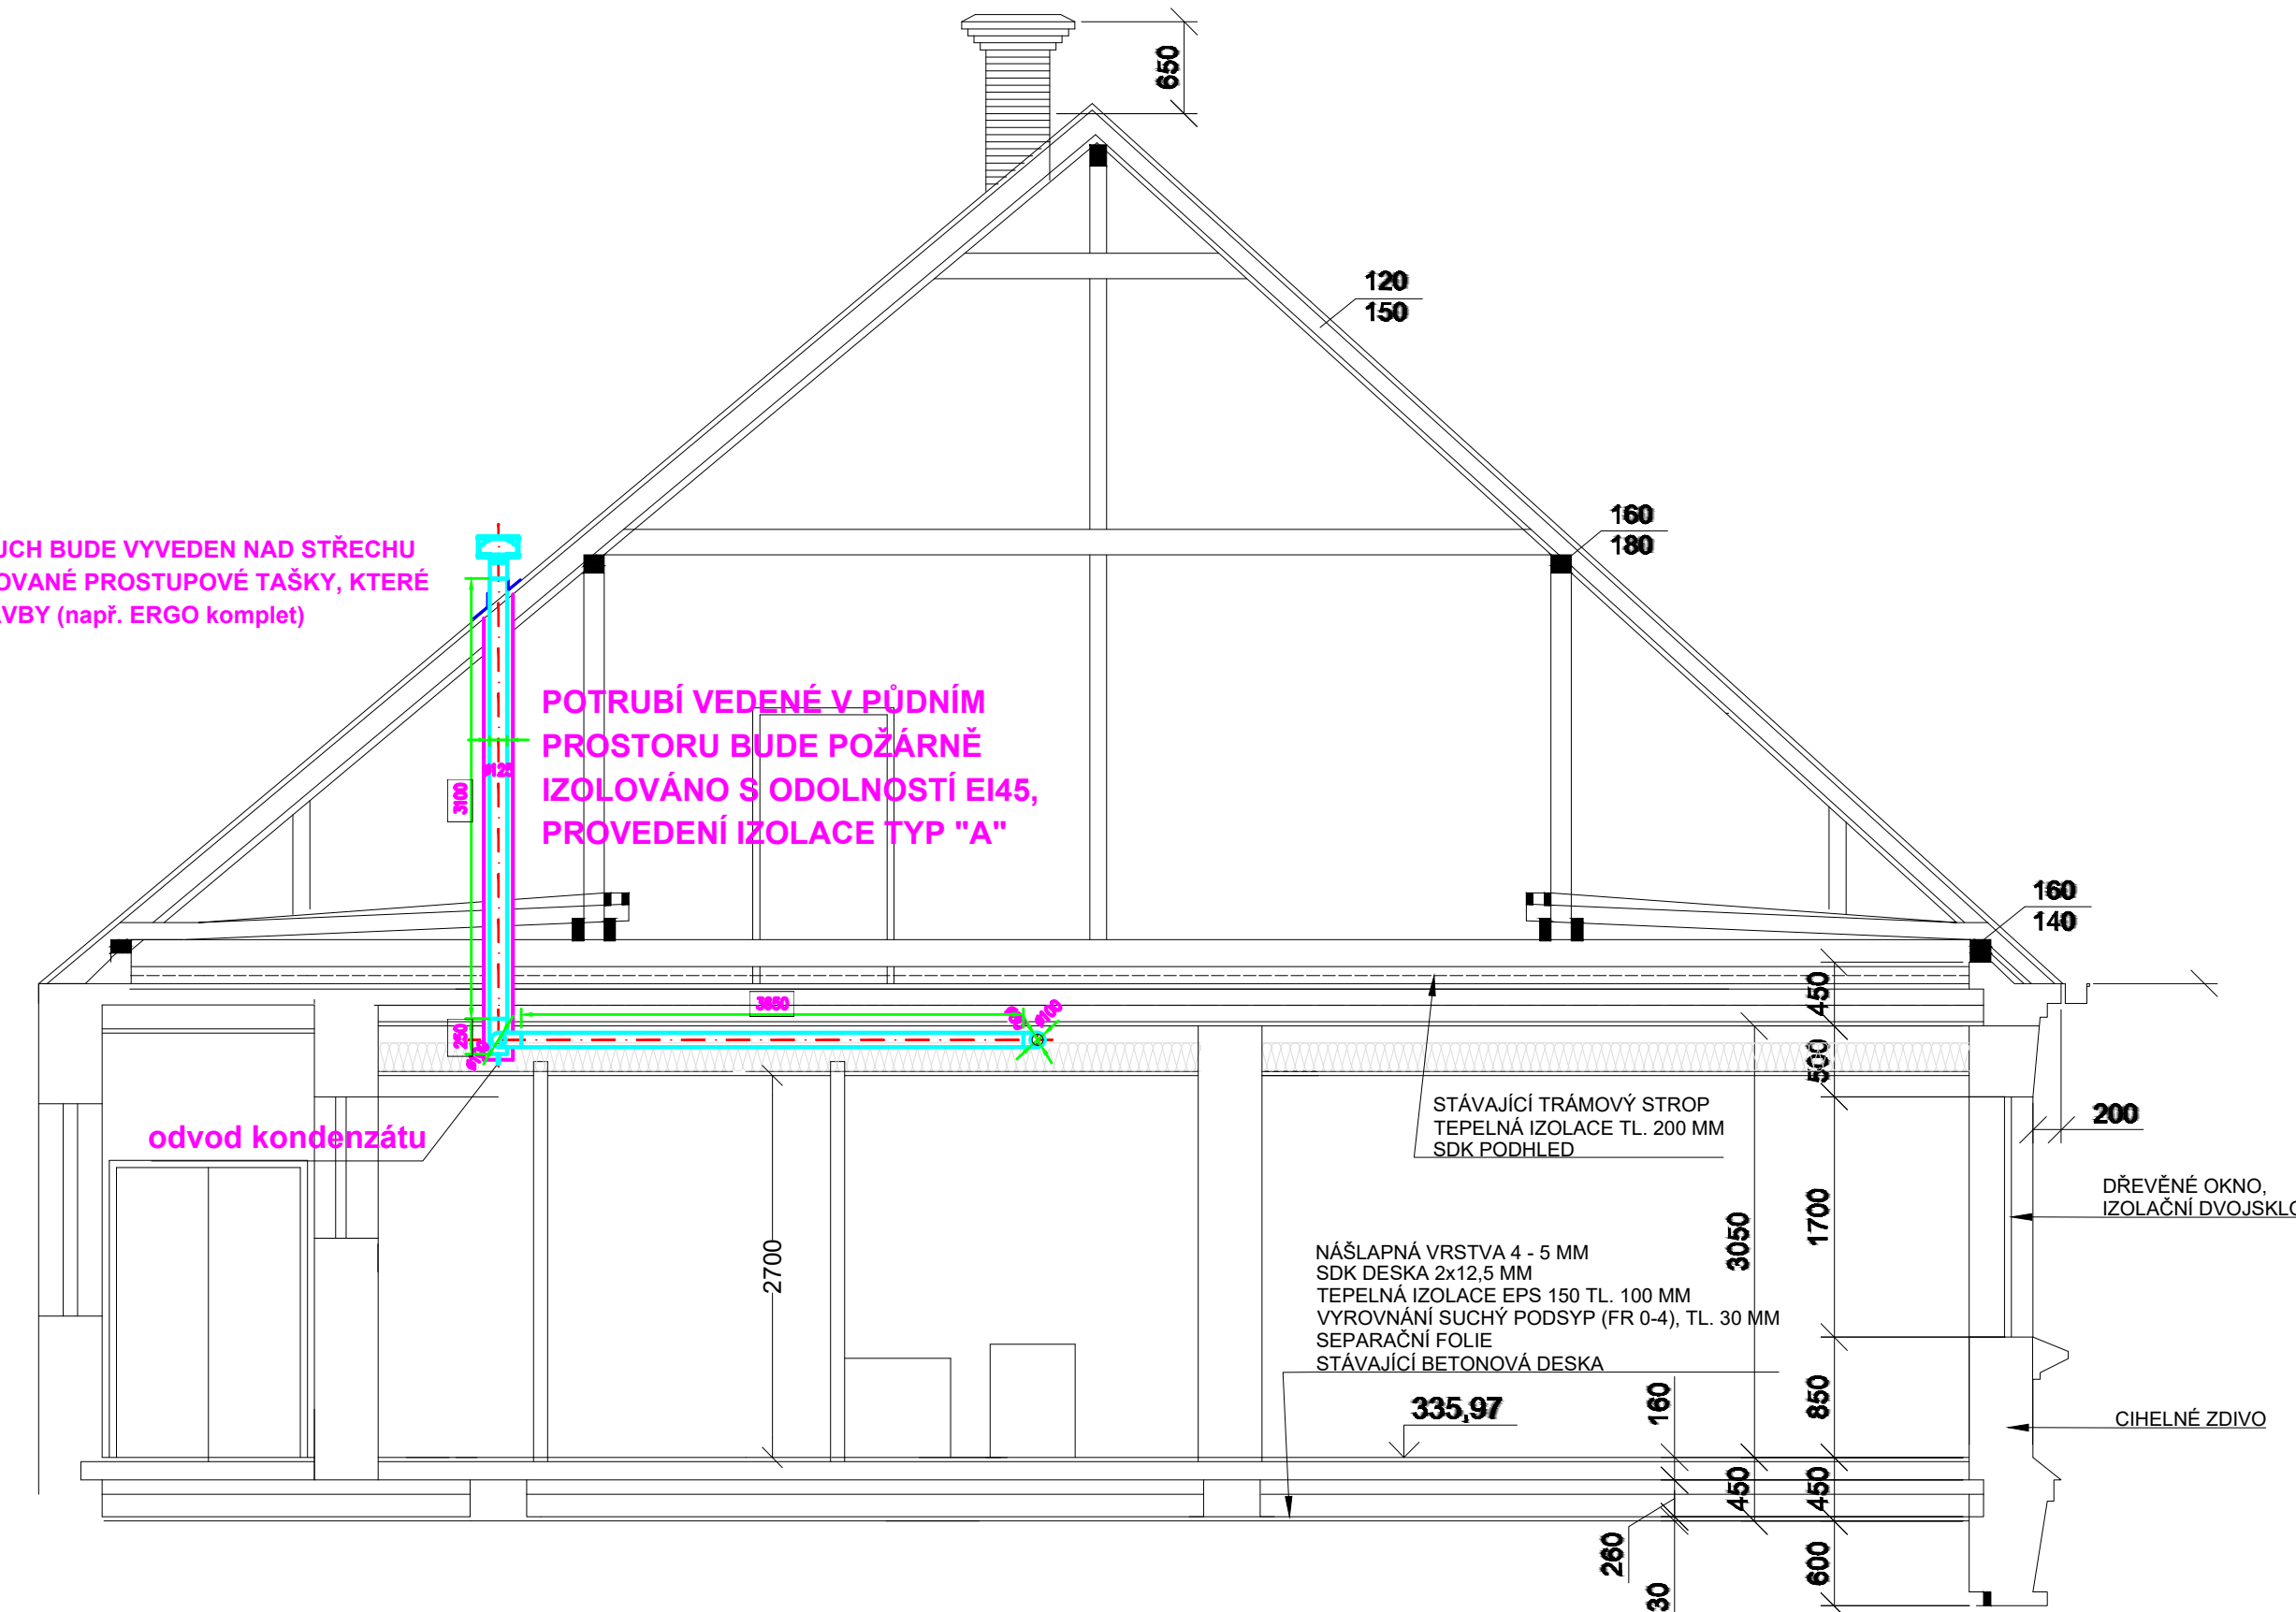 650
120
150
160
180
UCH BUDE VYVEDEN NAD STŘECHU
OVANÉ PROSTUPOVÉ TAŠKY, KTERÉ
AVBY (např. ERGO komplet)
POTRUBÍ VEDENÉ V PŮDNÍM
PROSTORU BUDE POŽÁRNĚ
IZOLOVÁNO S ODOLNOSTÍ EI45,
PROVEDENÍ IZOLACE TYP "A"
ø125
3100
160
140
450
3650
ø100
250
500
odvod kondenzátu
STÁVAJÍCÍ TRÁMOVÝ STROP
TEPELNÁ IZOLACE TL. 200 MM
SDK PODHLED
200
DŘEVĚNÉ OKNO,
IZOLAČNÍ DVOJSKLO
1700
3050
2700
NÁŠLAPNÁ VRSTVA 4 - 5 MM
SDK DESKA 2x12,5 MM
TEPELNÁ IZOLACE EPS 150 TL. 100 MM
VYROVNÁNÍ SUCHÝ PODSYP (FR 0-4), TL. 30 MM
SEPARAČNÍ FOLIE
STÁVAJÍCÍ BETONOVÁ DESKA
335,97
160
850
CIHELNÉ ZDIVO
450
450
260
600
30